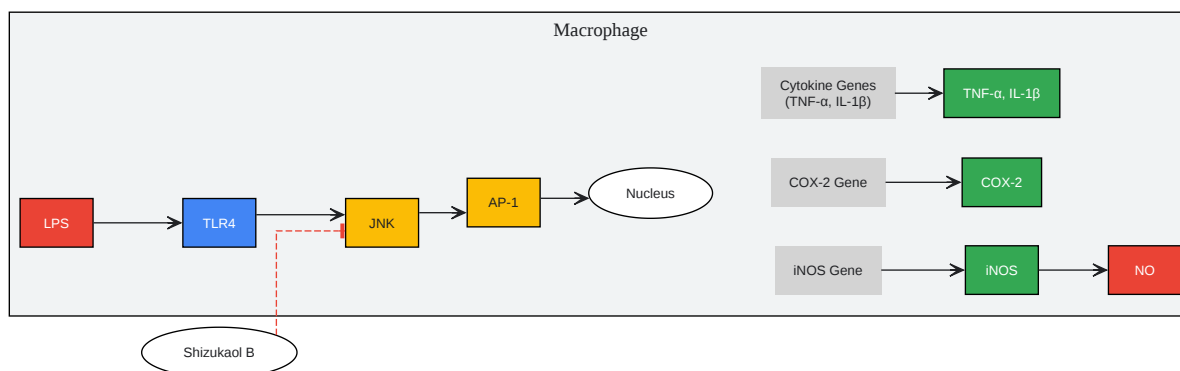 Macrophage
Cytokine Genes
(TNF-α, IL-1β)
TNF-α, IL-1β
COX-2 Gene
COX-2
AP-1
Nucleus
LPS
TLR4
JNK
iNOS Gene
iNOS
NO
Shizukaol B